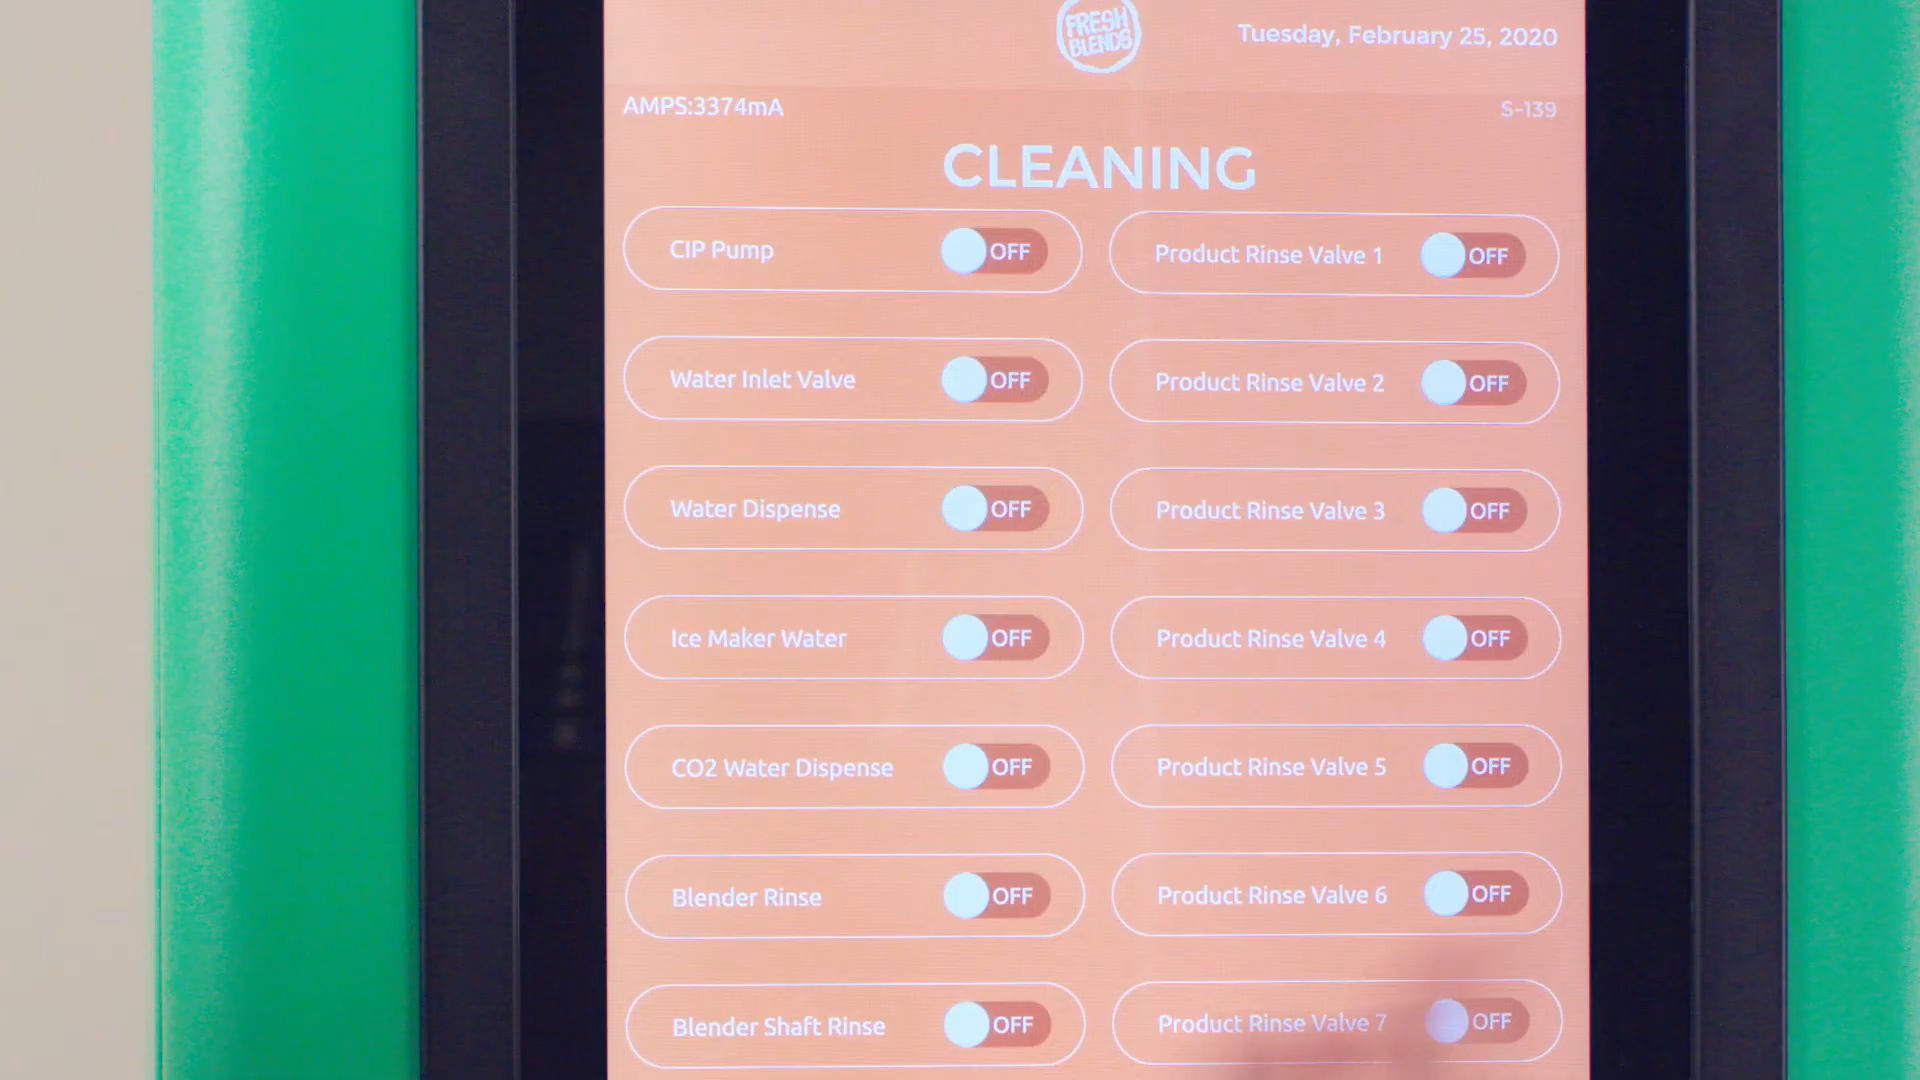 FRESH
BLENDS
Tuesday, February 25, 2020
AMPS:3374mA
S-139
CLEANING
CIP Pump OFF
Product Rinse Valve 1 OFF
Water Inlet Valve OFF
Product Rinse Valve 2 OFF
Water Dispense OFF
Product Rinse Valve 3 OFF
Ice Maker Water OFF
Product Rinse Valve 4 OFF
CO2 Water Dispense OFF
Product Rinse Valve 5 OFF
Blender Rinse OFF
Product Rinse Valve 6 OFF
Blender Shaft Rinse OFF
Product Rinse Valve 7 OFF